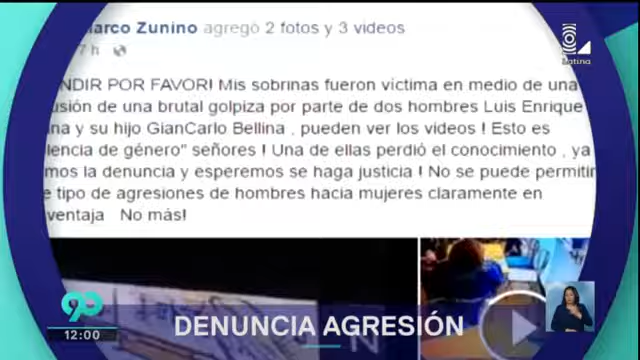 arco Zunino agregó 2 fotos y 3 videos
7 h
NDIR POR FAVOR! Mis sobrinas fueron víctima en medio de una
usión de una brutal golpiza por parte de dos hombres Luis Enrique
na y su hijo GianCarlo Bellina , pueden ver los videos ! Esto es
lencia de género" señores ! Una de ellas perdió el conocimiento , ya
mos la denuncia y esperemos se haga justicia ! No se puede permitir
e tipo de agresiones de hombres hacia mujeres claramente en
ventaja No más!
Latina
90
12:00
DENUNCIA AGRESIÓN